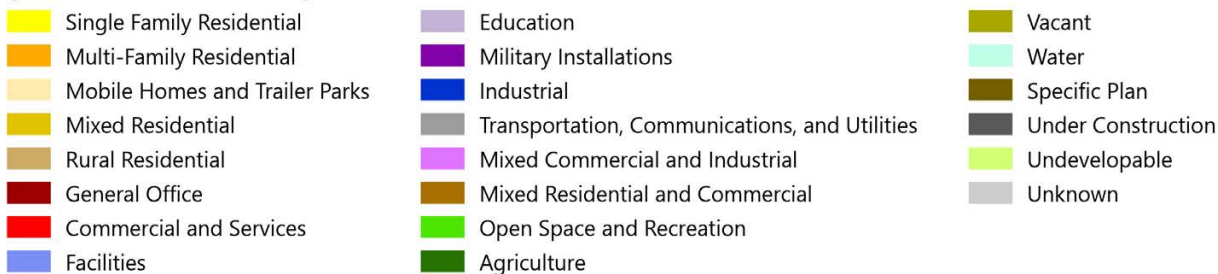 Single Family Residential
Multi-Family Residential
Mobile Homes and Trailer Parks
Mixed Residential
Rural Residential
General Office
Commercial and Services
Facilities
Education
Military Installations
Industrial
Transportation, Communications, and Utilities
Mixed Commercial and Industrial
Mixed Residential and Commercial
Open Space and Recreation
Agriculture
Vacant
Water
Specific Plan
Under Construction
Undevelopable
Unknown